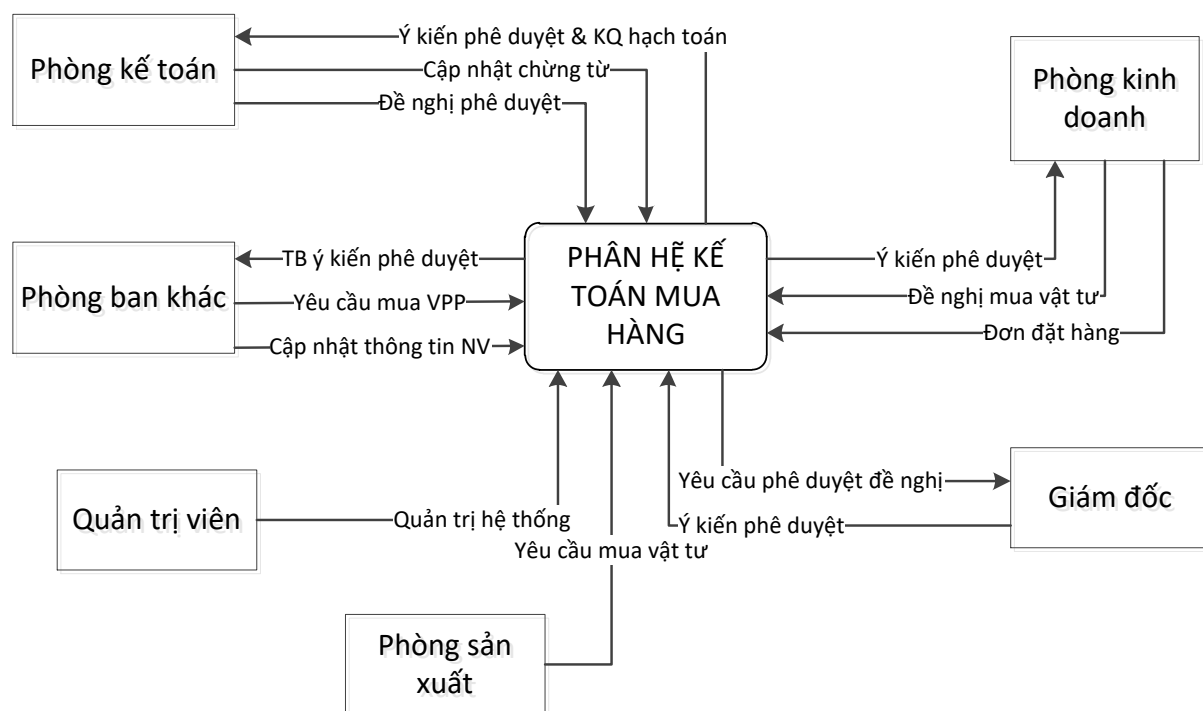 Phòng kế toán
Ý kiến phê duyệt & KQ hạch toán
Cập nhật chừng từ
Đề nghị phê duyệt
Phòng kinh
doanh
Phòng ban khác
TB ý kiến phê duyệt
Yêu cầu mua VPP
Cập nhật thông tin NV
PHÂN HẸ̃ KẾ
TOÁN MUA
HÀNG
Ý kiến phê duyệt
Đề nghị mua vật tư
Đơn đặt hàng
Quản trị viên
Quản trị hệ thống
Yêu cầu mua vật tư
Yêu cầu phê duyệt đề nghị
Ý kiến phê duyệt
Giám đốc
Phòng sản
xuất